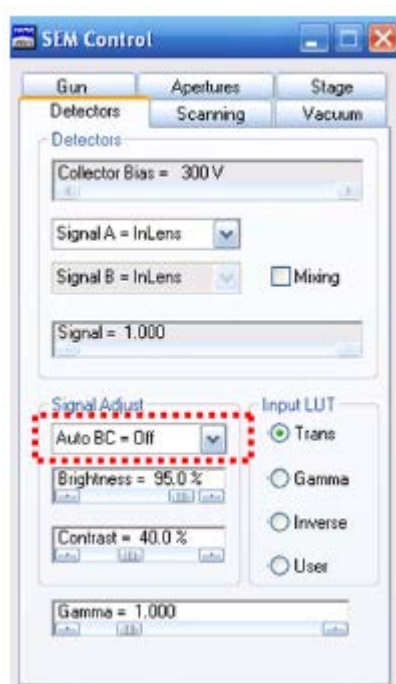 SEM Control
Gun Apertures Stage
Detectors Scanning Vacuum
Detectors
Collector Bias = 300 V
Signal A = InLens
Signal B = InLens Mixing
Signal = 1.000
Signal Adjust Input LUT
Auto BC = Off Trans
Brightness = 95.0 % Gamma
Contrast = 40.0 % Inverse
User
Gamma = 1.000